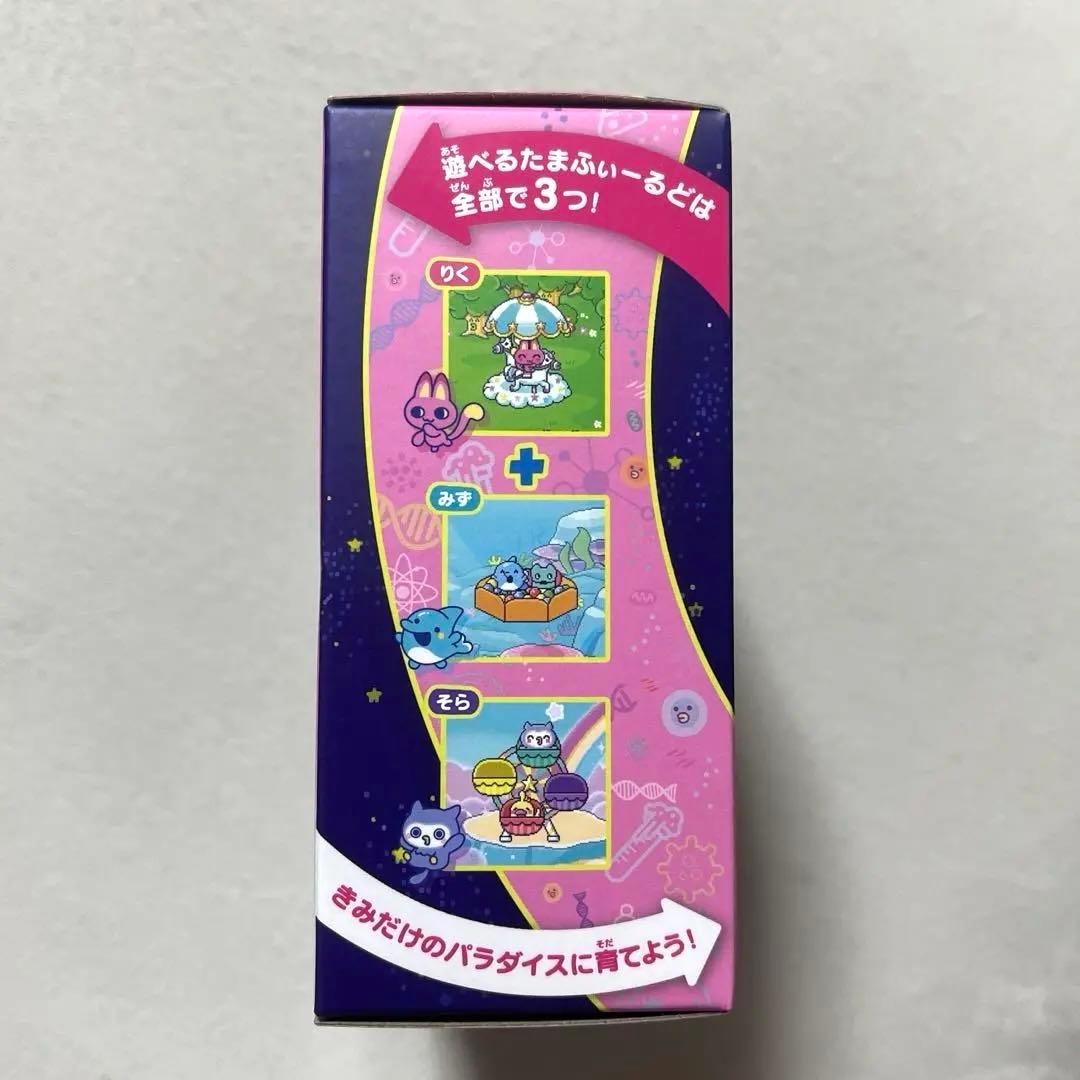 遊べるたまふぃーるどは
全部で3つ!
りく
みず
そら
きみだけのパラダイスに育てよう!